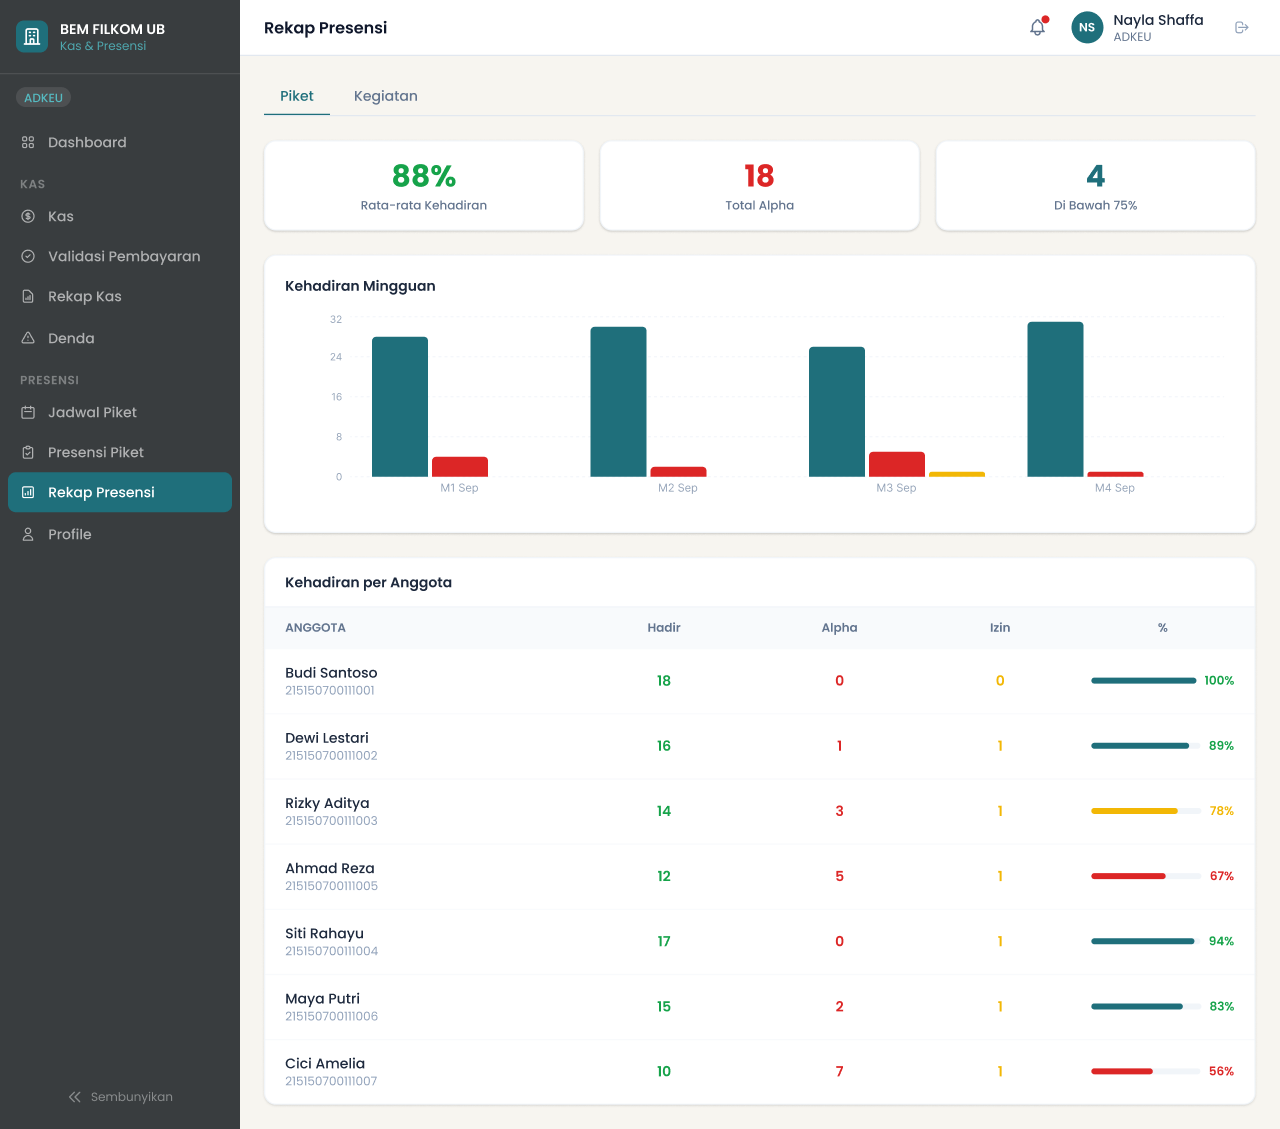 BEM FILKOM UB
Kas & Presensi
ADKEU
Dashboard
KAS
Kas
Validasi Pembayaran
Rekap Kas
Denda
PRESENSI
Jadwal Piket
Presensi Piket
Rekap Presensi
Profile
Sembunyikan
Rekap Presensi
NS
Nayla Shaffa
ADKEU
Piket Kegiatan
88%
Rata-rata Kehadiran
18
Total Alpha
4
Di Bawah 75%
Kehadiran Mingguan
32
24
16
8
0
M1 Sep M2 Sep M3 Sep M4 Sep
Kehadiran per Anggota
ANGGOTA Hadir Alpha Izin %
Budi Santoso
215150700111001
18 0 0 100%
Dewi Lestari
215150700111002
16 1 1 89%
Rizky Aditya
215150700111003
14 3 1 78%
Ahmad Reza
215150700111005
12 5 1 67%
Siti Rahayu
215150700111004
17 0 1 94%
Maya Putri
215150700111006
15 2 1 83%
Cici Amelia
215150700111007
10 7 1 56%